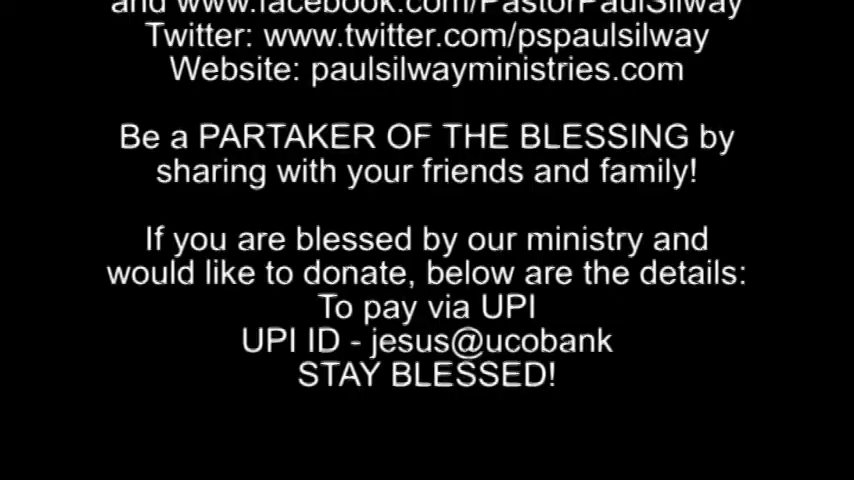 and www.facebook.com/PastorPaulSilway
Twitter: www.twitter.com/pspaulsilway
Website: paulsilwayministries.com
Be a PARTAKER OF THE BLESSING by
sharing with your friends and family!
If you are blessed by our ministry and
would like to donate, below are the details:
To pay via UPI
UPI ID - jesus@ucobank
STAY BLESSED!